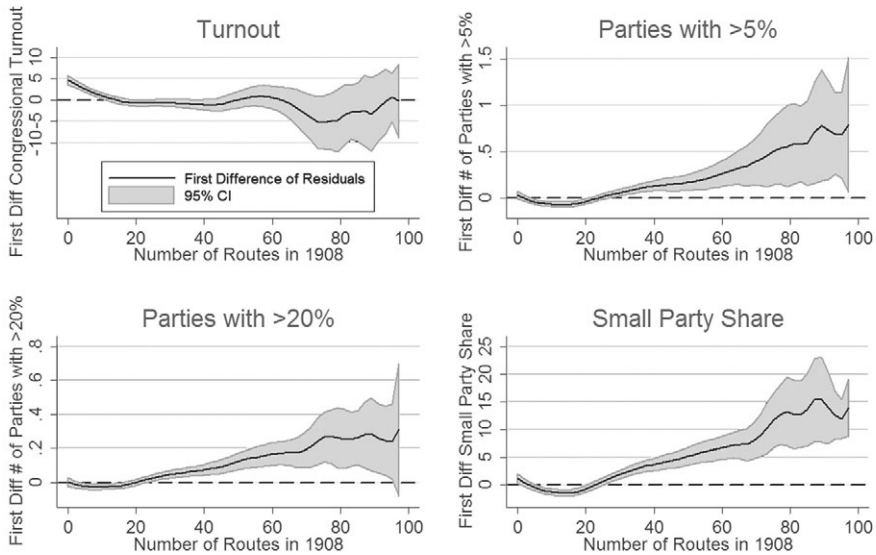 Turnout
First Diff Congressional Turnout
10
5
0
-5
-10
First Difference of Residuals
95% CI
0 20 40 60 80 100
Number of Routes in 1908
Parties with >5%
First Diff # of Parties with >5%
1.5
1
.5
0
0 20 40 60 80 100
Number of Routes in 1908
Parties with >20%
First Diff # of Parties with >20%
.8
.6
.4
.2
0
0 20 40 60 80 100
Number of Routes in 1908
Small Party Share
First Diff Small Party Share
25
20
15
10
5
0
0 20 40 60 80 100
Number of Routes in 1908